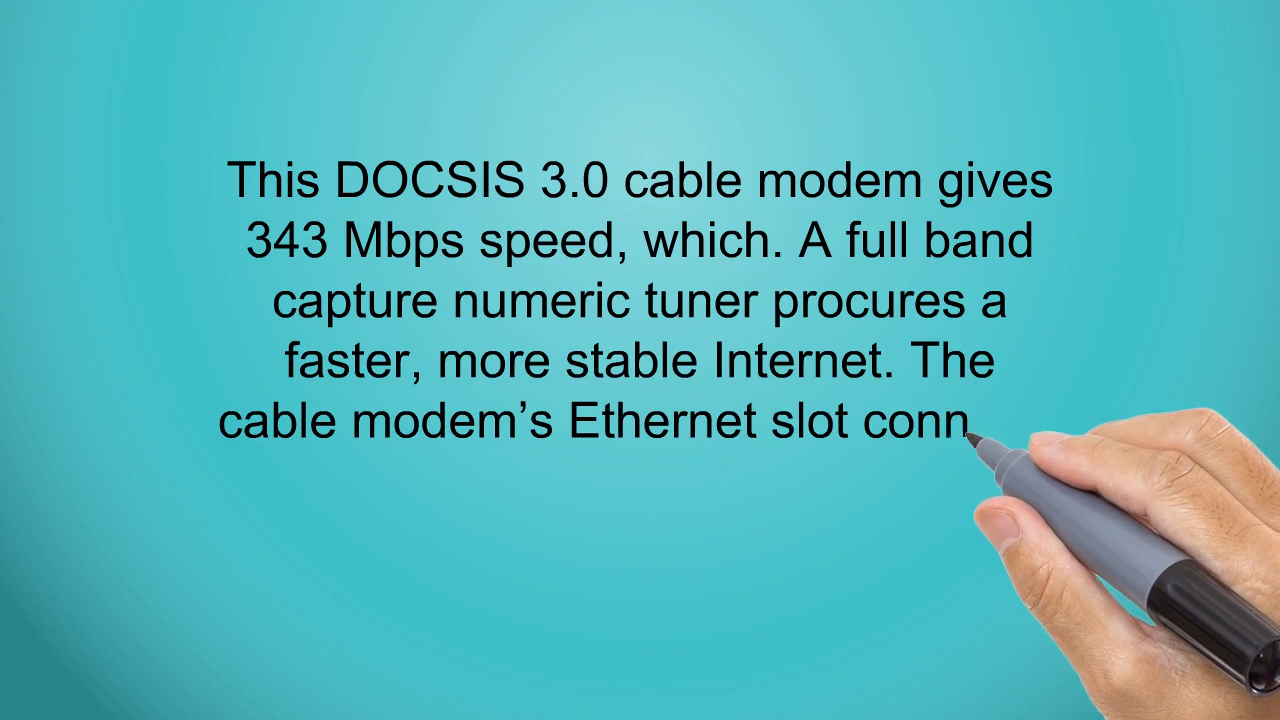 This DOCSIS 3.0 cable modem gives
343 Mbps speed, which. A full band
capture numeric tuner procures a
faster, more stable Internet. The
cable modem’s Ethernet slot conn